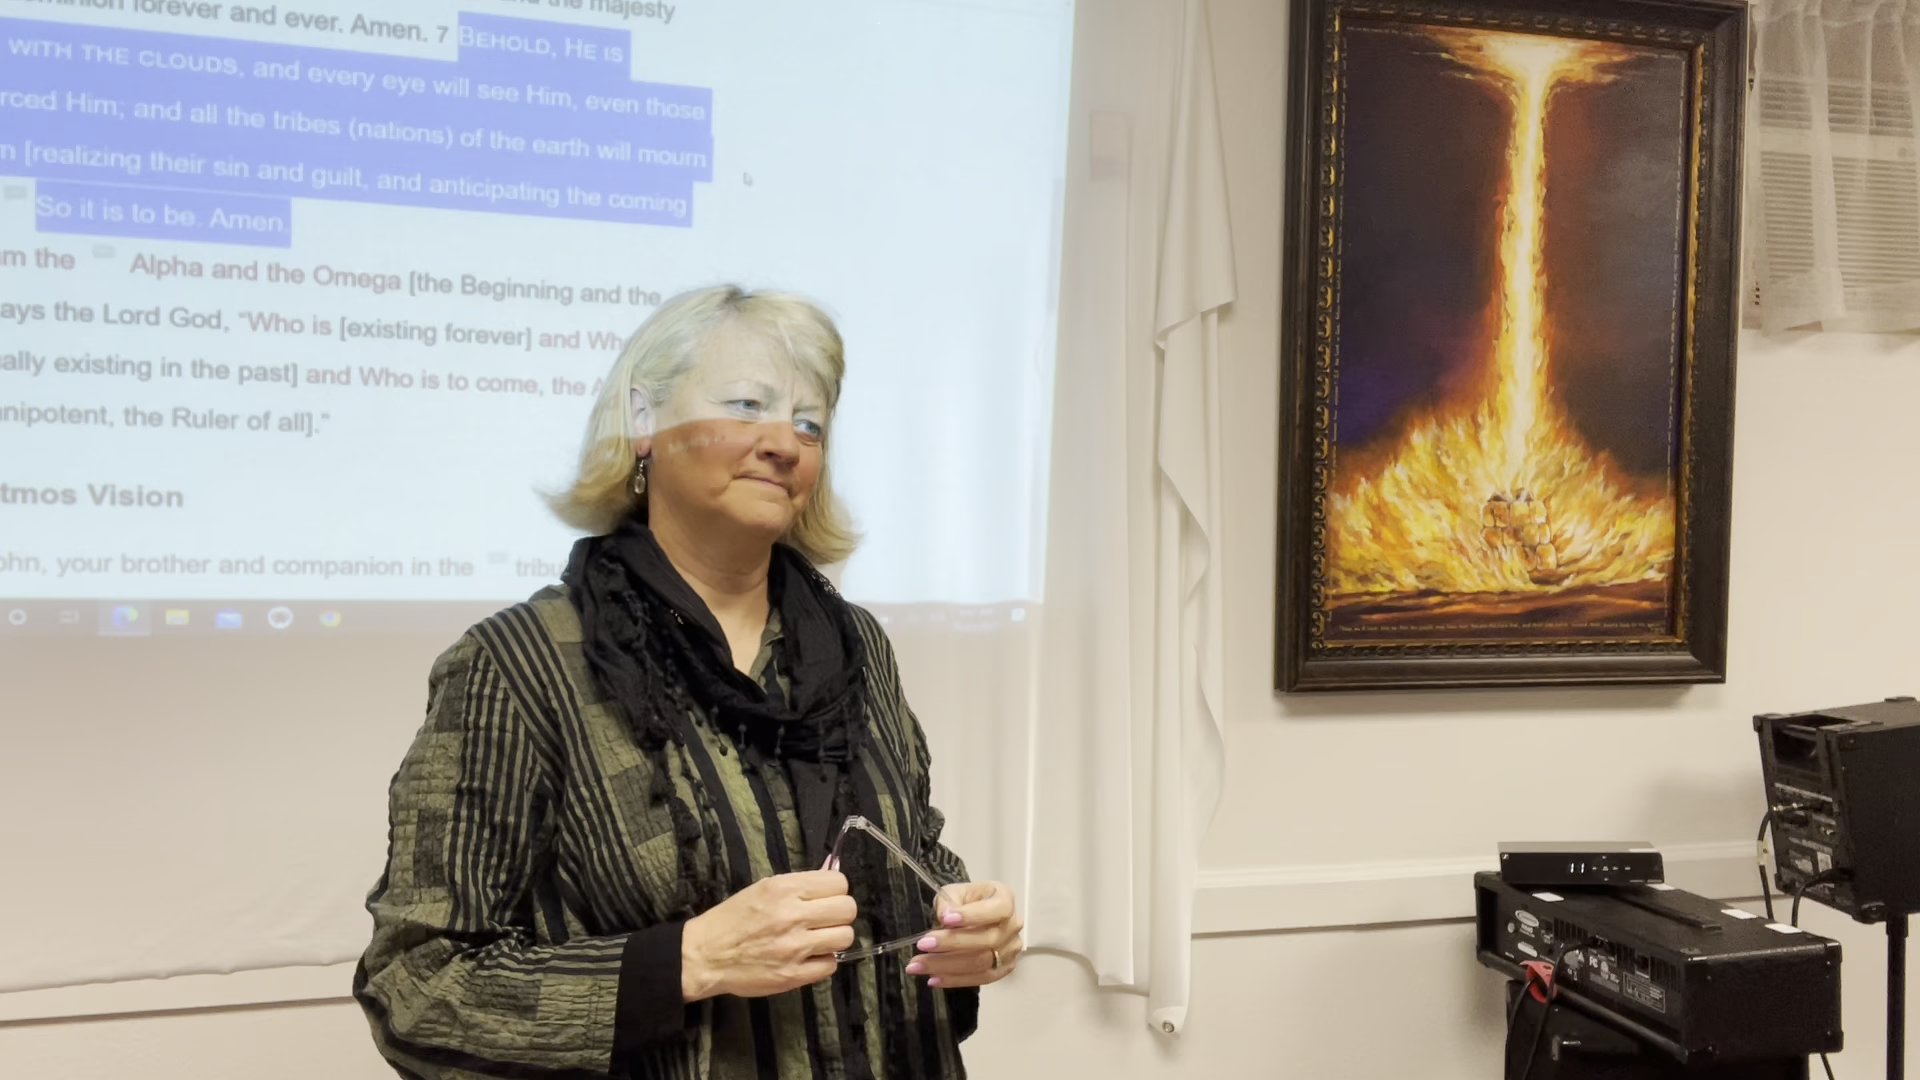 forever and ever. Amen. 7 BEHOLD, HE IS
the majesty
WITH THE CLOUDS, and every eye will see Him, even those
rced Him; and all the tribes (nations) of the earth will mourn
m [realizing their sin and guilt, and anticipating the coming
So it is to be. Amen.
am the Alpha and the Omega [the Beginning and the
ays the Lord God, "Who is [existing forever] and Wh
ally existing in the past] and Who is to come, the A
nipotent, the Ruler of all]."
tmos Vision
ohn, your brother and companion in the tribu